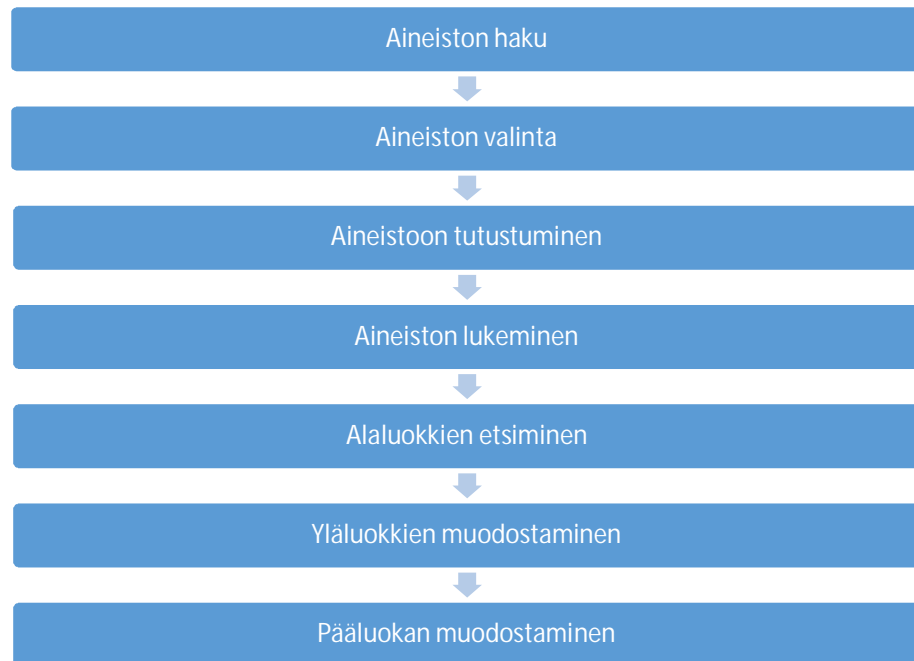 Aineiston haku
Aineiston valinta
Aineistoon tutustuminen
Aineiston lukeminen
Alaluokkien etsiminen
Yläluokkien muodostaminen
Pääluokan muodostaminen